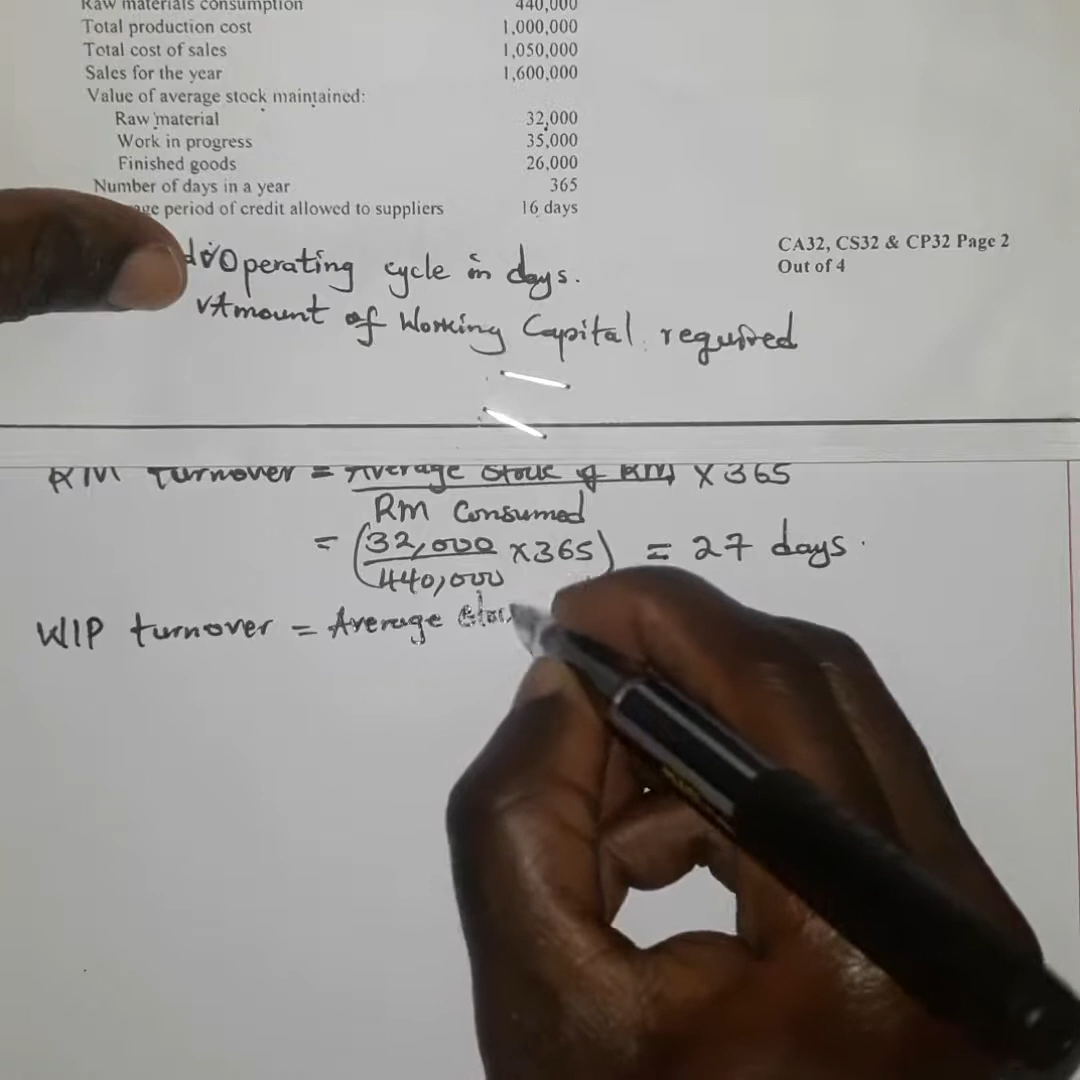 Raw materials consumption 440,000
Total production cost 1,000,000
Total cost of sales 1,050,000
Sales for the year 1,600,000
Value of average stock maintained:
Raw material 32,000
Work in progress 35,000
Finished goods 26,000
Number of days in a year 365
period of credit allowed to suppliers 16 days
CA32, CS32 & CP32 Page 2
Out of 4
Operating cycle in days.
Amount of Working Capital required
RM turnover = Average Stock of RM X 365
RM Consumed
= (32,000 x365) = 27 days.
440,000
WIP turnover = Average